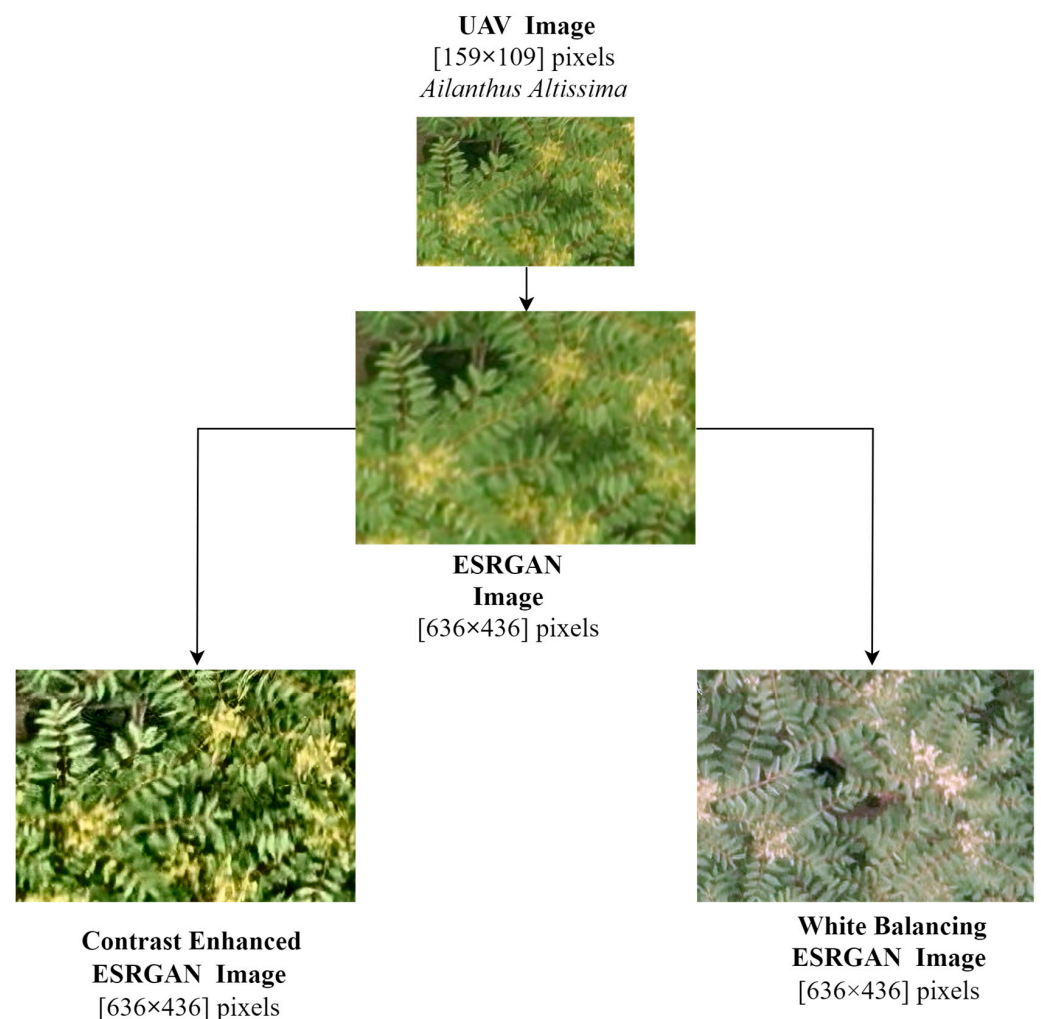 UAV Image
[159×109] pixels
Ailanthus Altissima
ESRGAN
Image
[636×436] pixels
Contrast Enhanced
ESRGAN Image
[636×436] pixels
White Balancing
ESRGAN Image
[636×436] pixels